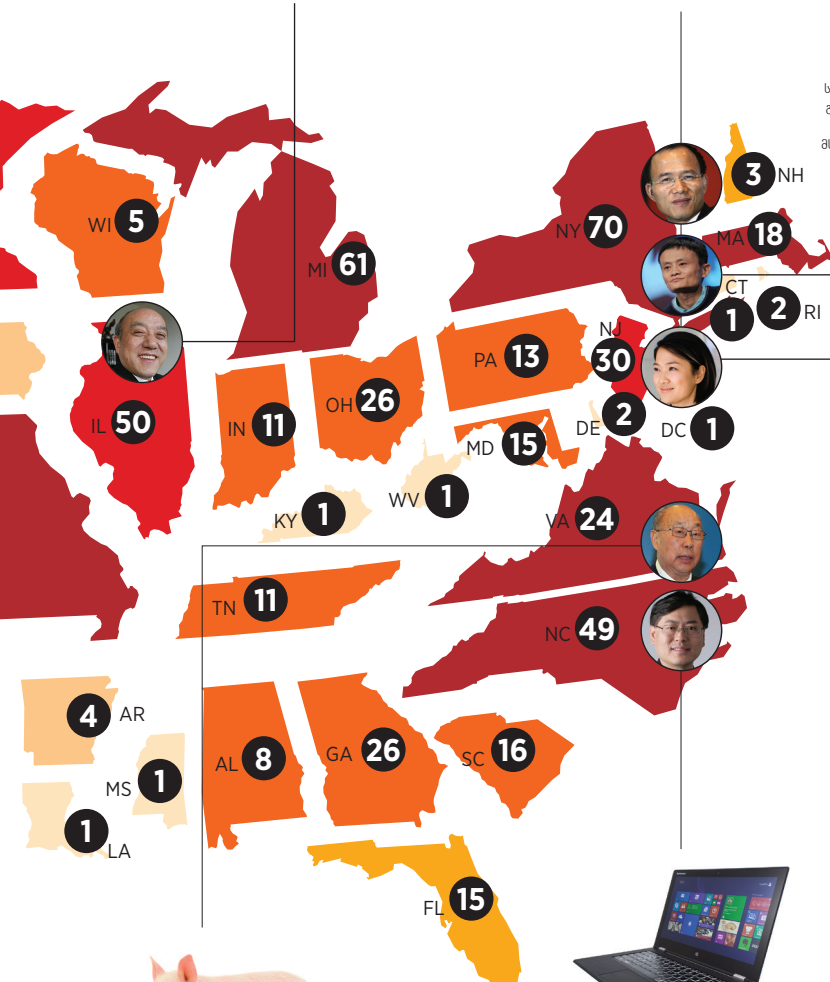 3 NH
WI 5
NY 70
MA 18
MI 61
CT
1
2 RI
NJ
30
PA 13
OH 26
IL 50
IN 11
DE 2
DC 1
MD 15
WV 1
KY 1
VA 24
TN 11
NC 49
4 AR
AL 8
GA 26
SC 16
MS 1
1
LA
FL 15